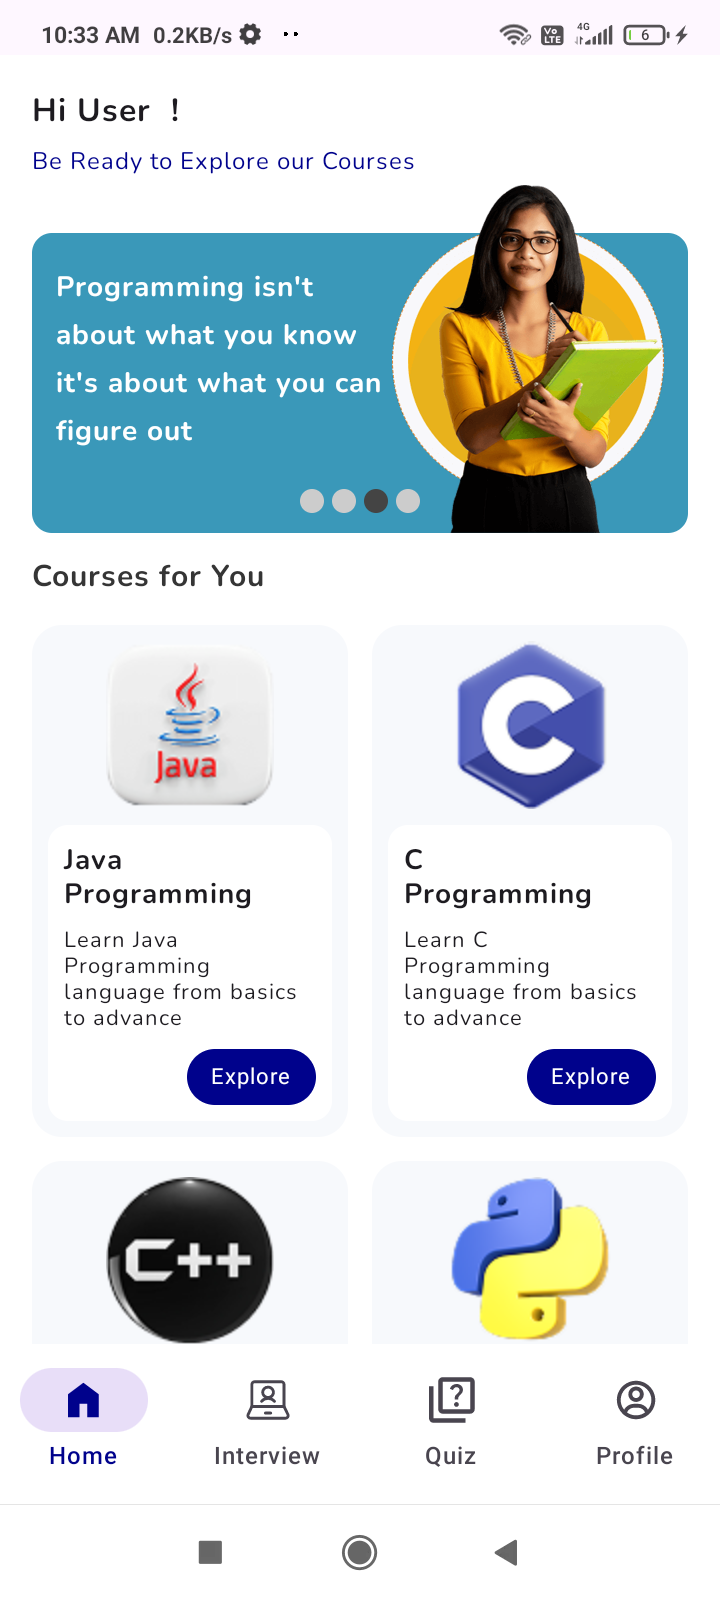 10:33 AM 0.2KB/s
Vo LTE 4G 6
Hi User !
Be Ready to Explore our Courses
Programming isn't
about what you know
it's about what you can
figure out
Courses for You
Java
C
Java
Programming
Learn Java
Programming
language from basics
to advance
Explore
C
Programming
Learn C
Programming
language from basics
to advance
Explore
C++
?
Home
Interview
Quiz
Profile